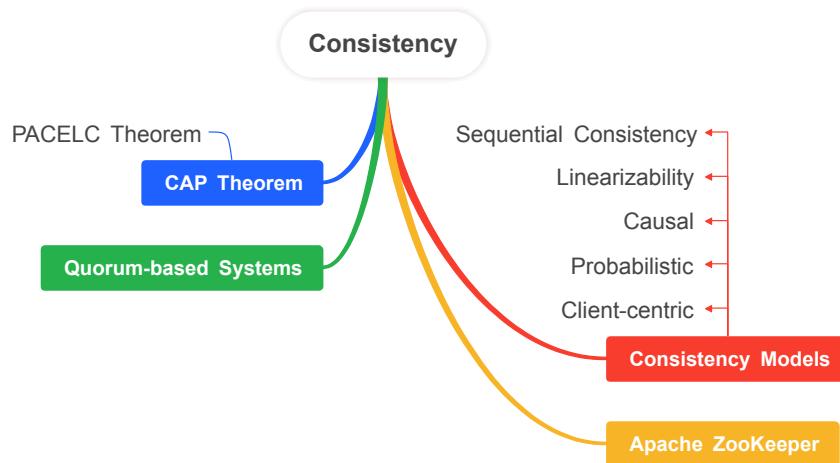 Consistency
PACELC Theorem
CAP Theorem
Quorum-based Systems
Sequential Consistency
Linearizability
Causal
Probabilistic
Client-centric
Consistency Models
Apache ZooKeeper